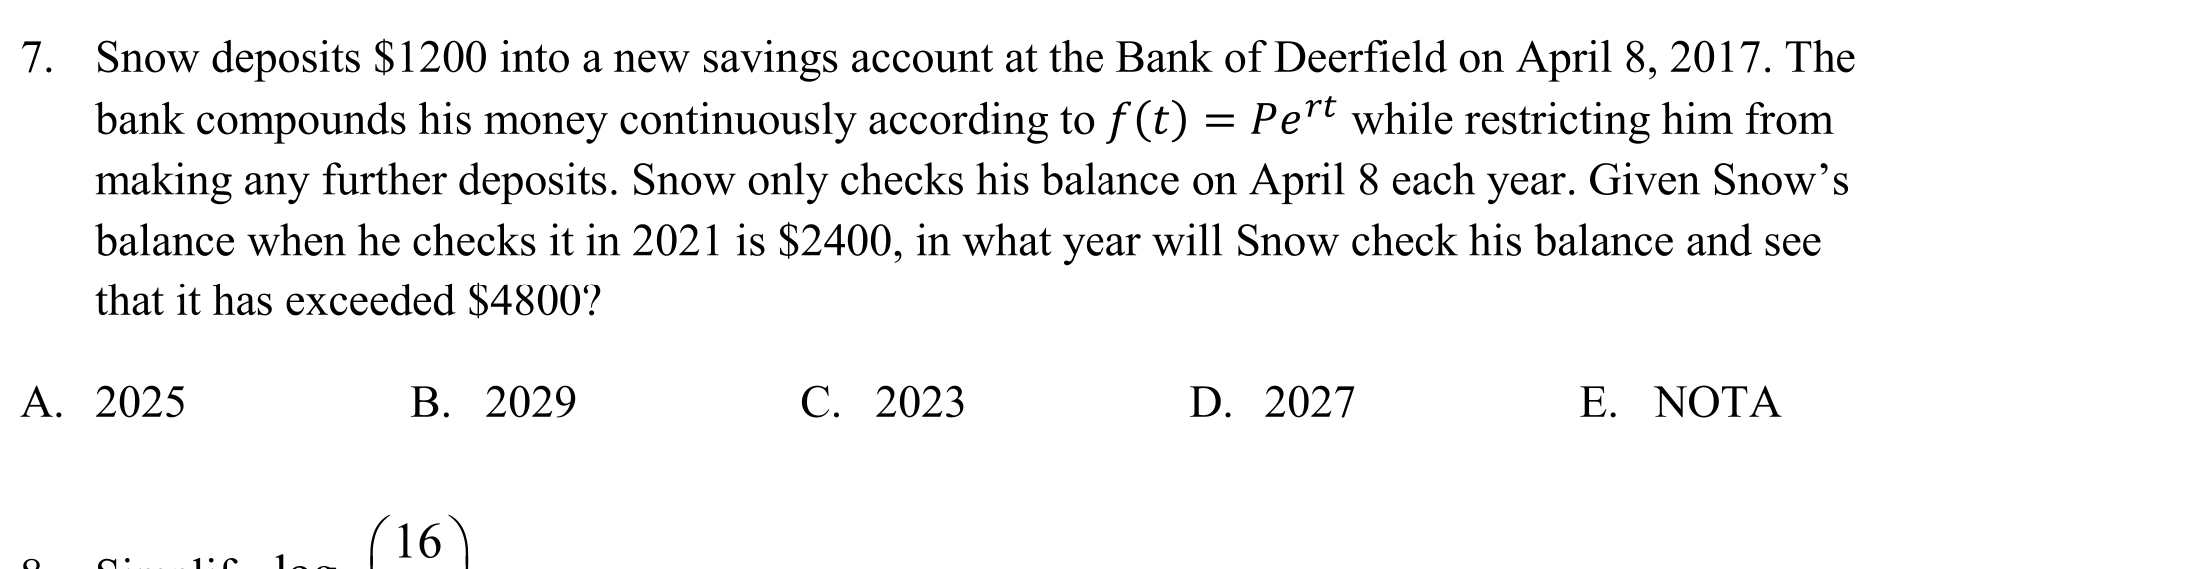 7. Snow deposits $1200 into a new savings account at the Bank of Deerfield on April 8, 2017. The
bank compounds his money continuously according to f(t) = Pe^{rt} while restricting him from
making any further deposits. Snow only checks his balance on April 8 each year. Given Snow’s
balance when he checks it in 2021 is $2400, in what year will Snow check his balance and see
that it has exceeded $4800?
A. 2025 B. 2029 C. 2023 D. 2027 E. NOTA
(16)